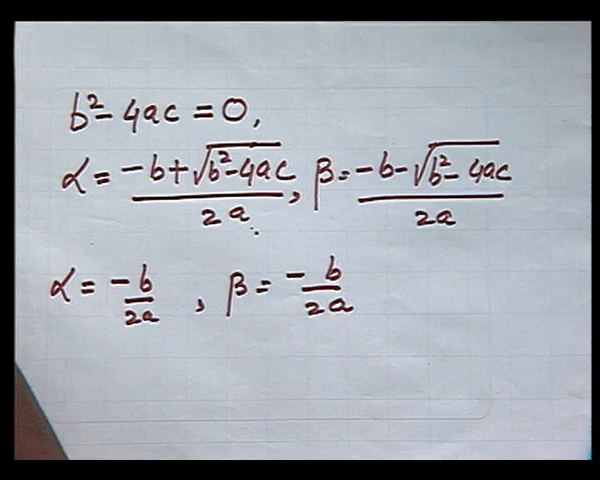 b² - 4ac = 0,
α = (-b + √(b² - 4ac))/2a, β = (-b - √(b² - 4ac))/2a
α = -b/2a, β = -b/2a